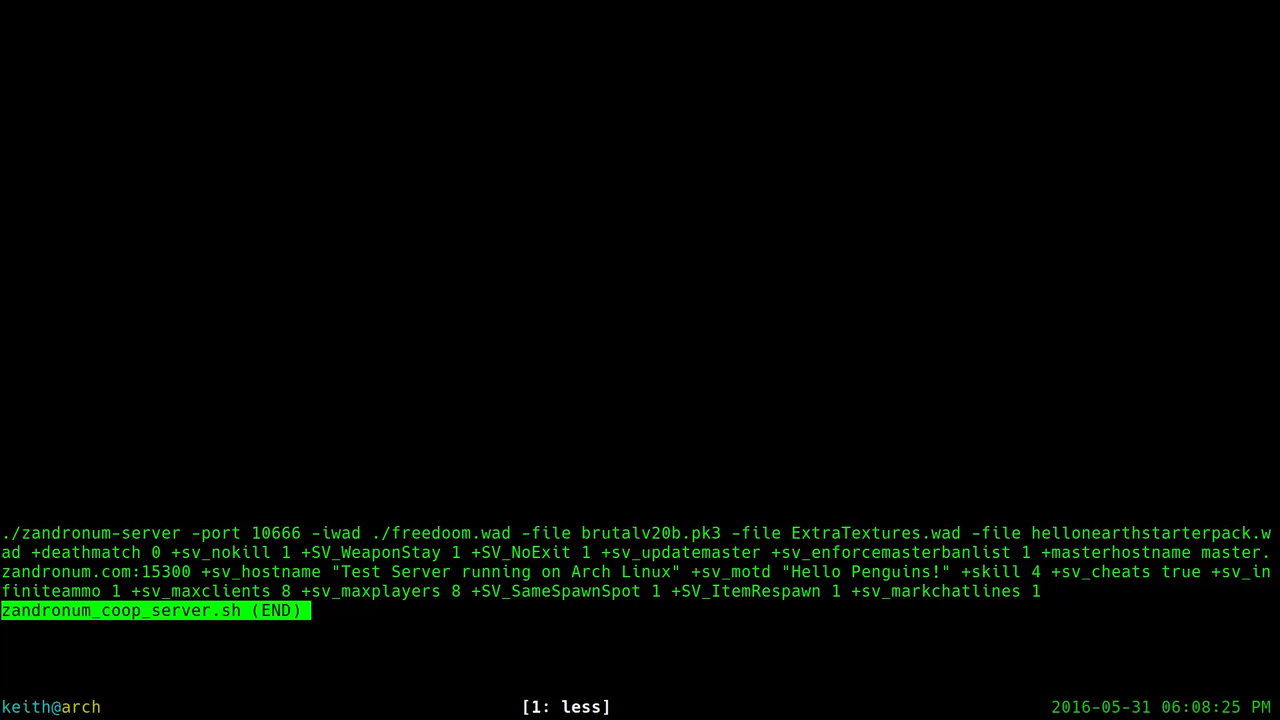 ./zandronum-server -port 10666 -iwad ./freedoom.wad -file brutalv20b.pk3 -file ExtraTextures.wad -file hellonearthstarterpack.w
ad +deathmatch 0 +sv_nokill 1 +SV_WeaponStay 1 +SV_NoExit 1 +sv_updatemaster +sv_enforcemasterbanlist 1 +masterhostname master.
zandronum.com:15300 +sv_hostname "Test Server running on Arch Linux" +sv_motd "Hello Penguins!" +skill 4 +sv_cheats true +sv_in
finiteammo 1 +sv_maxclients 8 +sv_maxplayers 8 +SV_SameSpawnSpot 1 +SV_ItemRespawn 1 +sv_markchatlines 1
zandronum_coop_server.sh (END)
keith@arch [1: less] 2016-05-31 06:08:25 PM